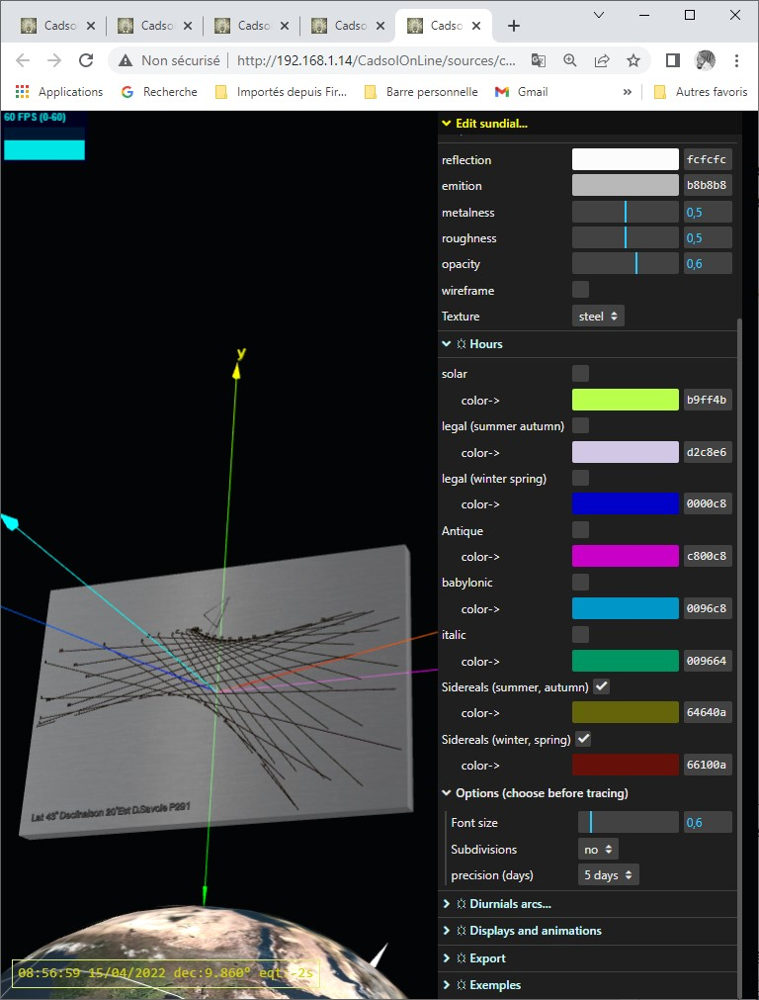 Cadsol
Cadsol
Cadsol
Cadso
Cadso
Non sécurisé http://192.168.1.14/CadsolOnLine/sources/c...
Applications Recherche Importés depuis Fir... Barre personnelle Gmail » Autres favoris
60 FPS (0-60)
Edit sundial...
reflection fcfcfc
emition b8b8b8
metalness 0,5
roughness 0,5
opacity 0,6
wireframe
Texture steel
Hours
solar
color-> b9ff4b
legal (summer autumn)
color-> d2c8e6
legal (winter spring)
color-> 0000c8
Antique
color-> c800c8
babylonic
color-> 0096c8
italic
color-> 009664
Sidereals (summer, autumn)
color-> 64640a
Sidereals (winter, spring)
color-> 66100a
Options (choose before tracing)
Font size 0,6
Subdivisions no
precision (days) 5 days
Diurnials arcs...
Displays and animations
Export
Exemples
y
Lat 43° Declinaison 20°Est D.Savoie P291
08:56:59 15/04/2022 dec:9.860° eqt:-2s